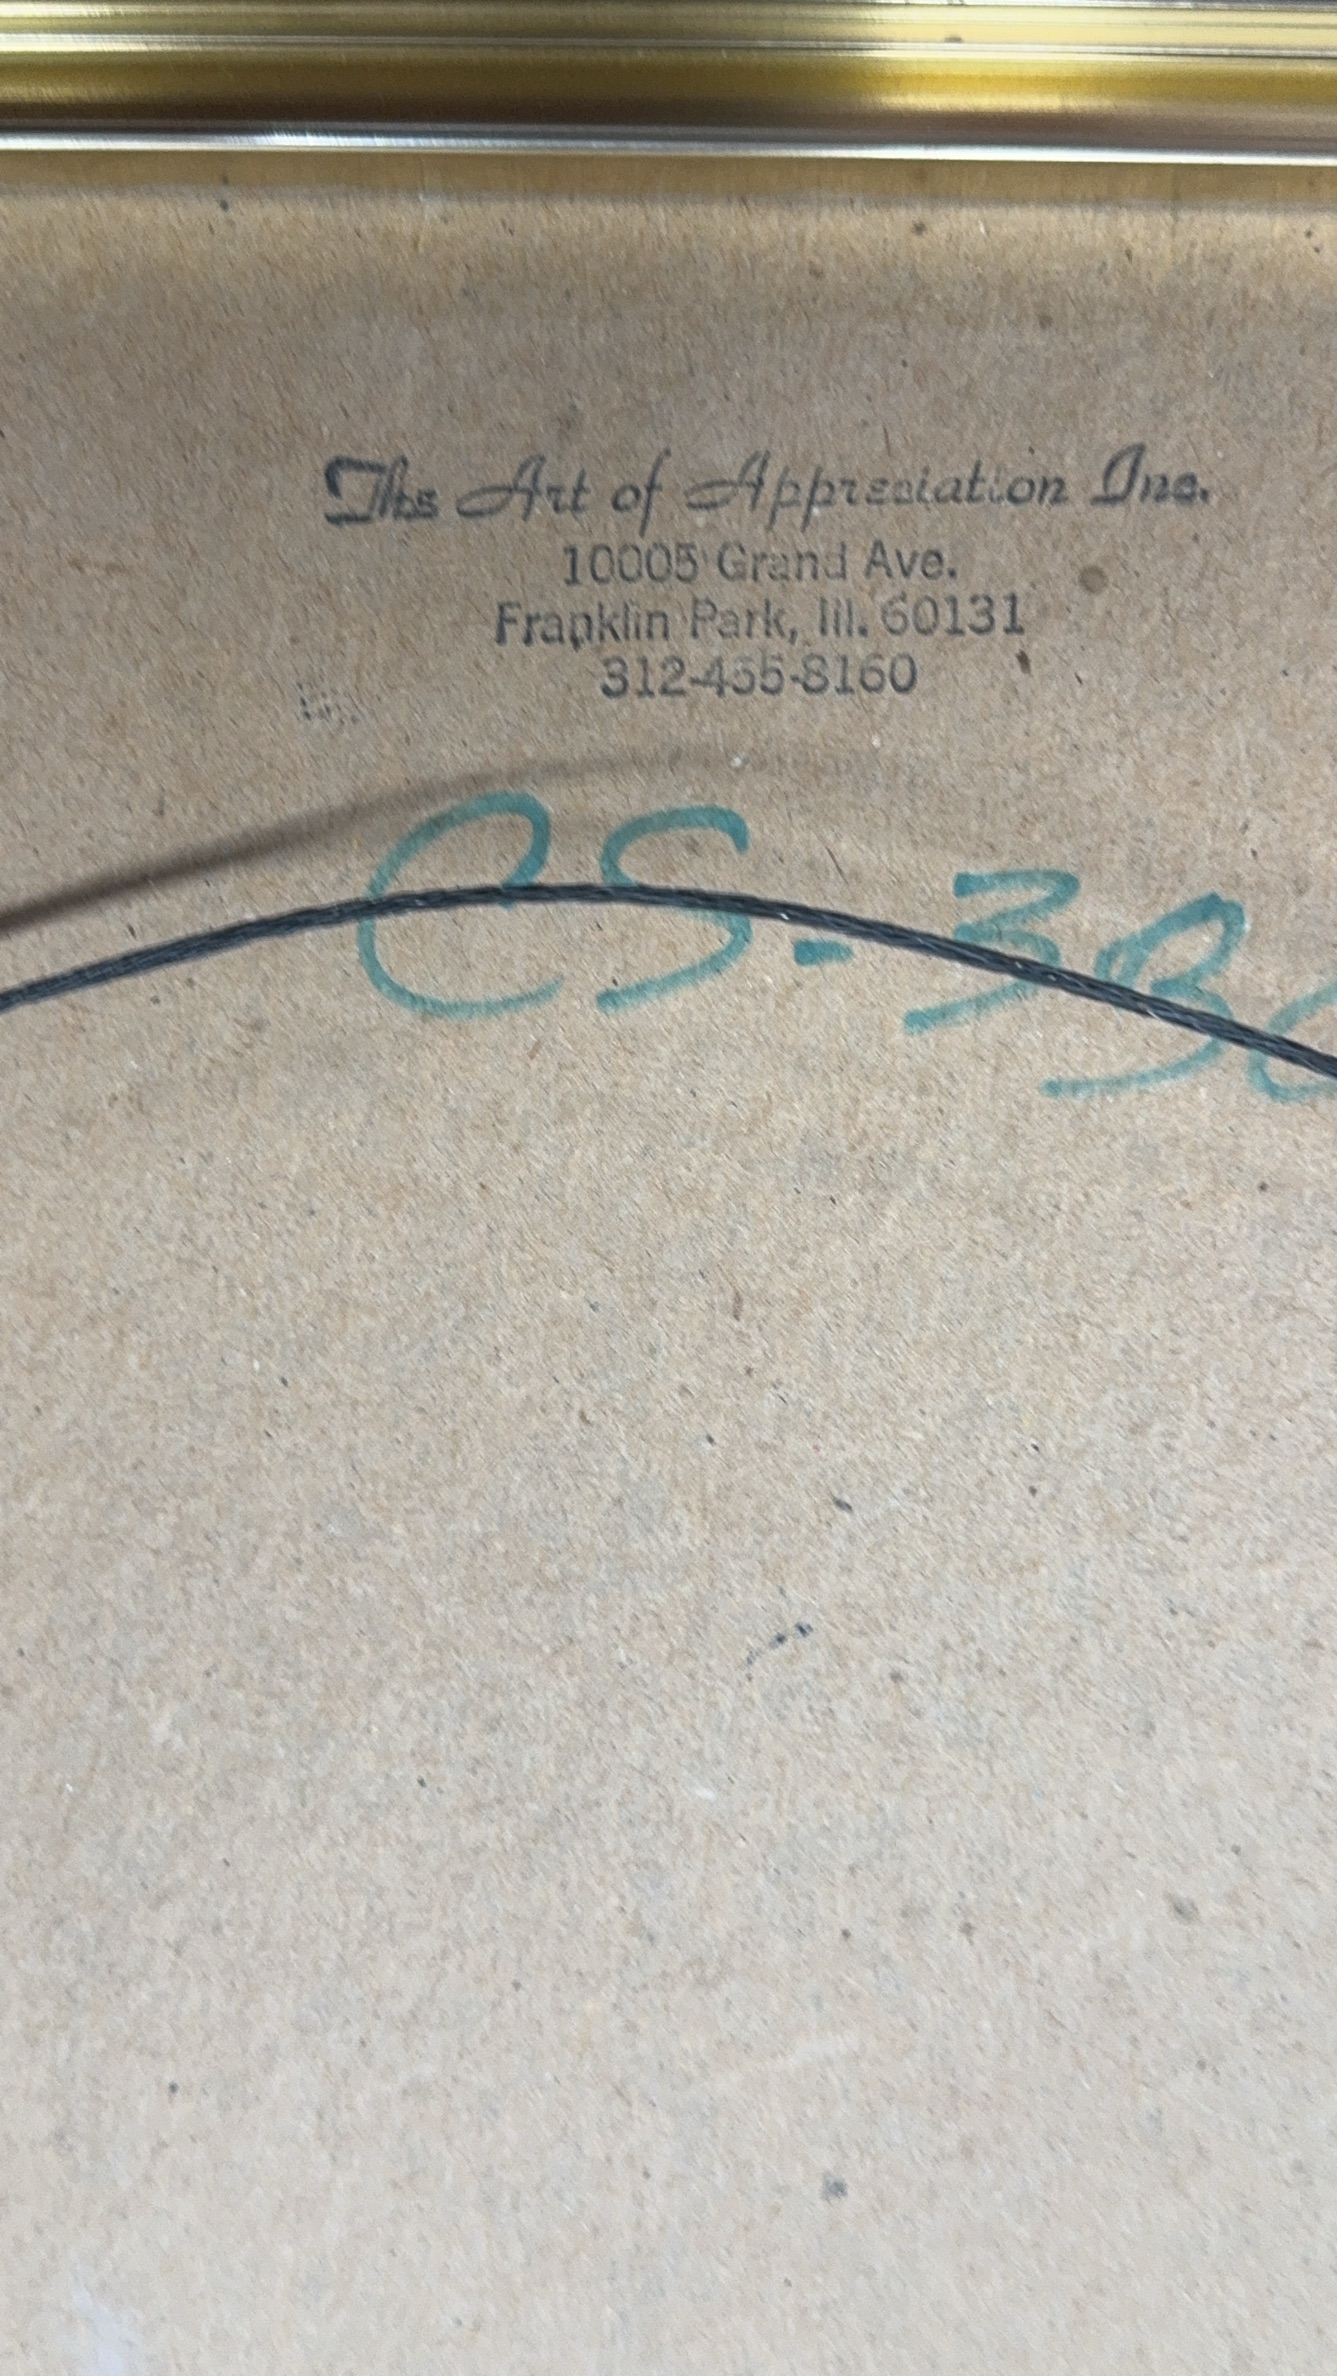 The Art of Appreciation Inc.
10005 Grand Ave.
Franklin Park, Ill. 60131
312-455-8160
CS-38